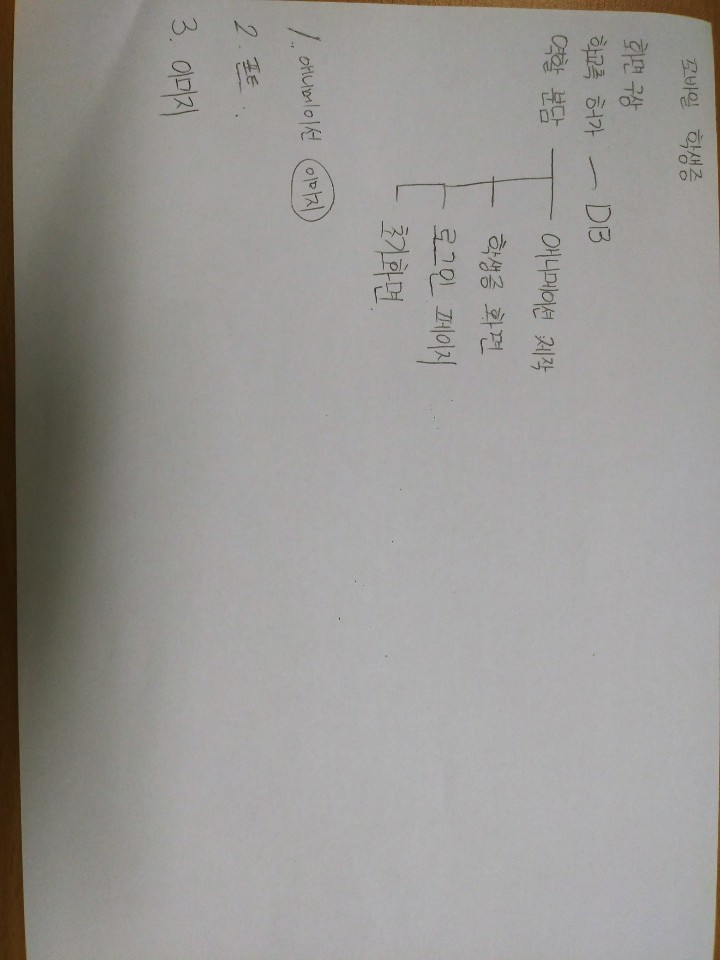 모바일 학생증
화면 구상
학교측 허가 — DB
역할 분담 — 애니메이션 제작
학생증 화면
로그인 페이지
초기화면
1. 애니메이션 이미지
2. 폰트
3. 이미지